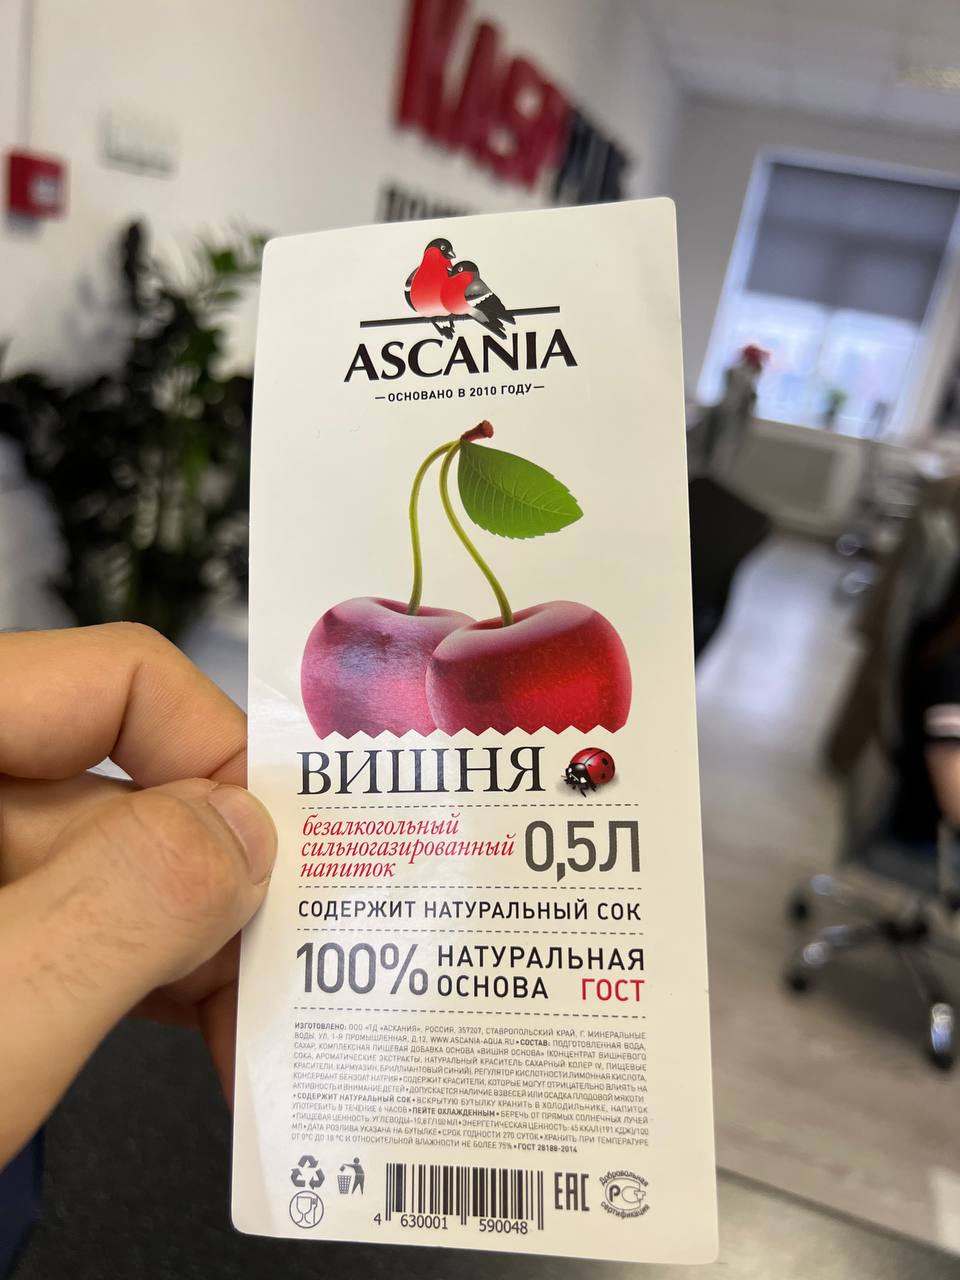 ASCANIA
—ОСНОВАНО В 2010 ГОДУ—
ВИШНЯ
безалкогольный
сильногазированный
напиток
0,5Л
СОДЕРЖИТ НАТУРАЛЬНЫЙ СОК
100% НАТУРАЛЬНАЯ
ОСНОВА ГОСТ
ИЗГОТОВЛЕНО: ООО «ТД «АСКАНИЯ», РОССИЯ, 357207, СТАВРОПОЛЬСКИЙ КРАЙ, Г. МИНЕРАЛЬНЫЕ
ВОДЫ, УЛ. 1-Я ПРОМЫШЛЕННАЯ, Д.12, WWW.ASCANIA-AQUA.RU • СОСТАВ: ПОДГОТОВЛЕННАЯ ВОДА,
САХАР, КОМПЛЕКСНАЯ ПИЩЕВАЯ ДОБАВКА ОСНОВА «ВИШНЯ ОСНОВА» (КОНЦЕНТРАТ ВИШНЕВОГО
СОКА, АРОМАТИЧЕСКИЕ ЭКСТРАКТЫ, НАТУРАЛЬНЫЙ КРАСИТЕЛЬ САХАРНЫЙ КОЛЕР IV, ПИЩЕВЫЕ
КРАСИТЕЛИ: КАРМУАЗИН, БРИЛЛИАНТОВЫЙ СИНИЙ), РЕГУЛЯТОР КИСЛОТНОСТИ ЛИМОННАЯ КИСЛОТА,
КОНСЕРВАНТ БЕНЗОАТ НАТРИЯ • СОДЕРЖИТ КРАСИТЕЛИ, КОТОРЫЕ МОГУТ ОТРИЦАТЕЛЬНО ВЛИЯТЬ НА
АКТИВНОСТЬ И ВНИМАНИЕ ДЕТЕЙ • ДОПУСКАЕТСЯ НАЛИЧИЕ ВЗВЕСЕЙ ИЛИ ОСАДКА ПЛОДОВОЙ МЯКОТИ
• СОДЕРЖИТ НАТУРАЛЬНЫЙ СОК • ВСКРЫТУЮ БУТЫЛКУ ХРАНИТЬ В ХОЛОДИЛЬНИКЕ, НАПИТОК
УПОТРЕБИТЬ В ТЕЧЕНИЕ 6 ЧАСОВ • ПЕЙТЕ ОХЛАЖДЕННЫМ • БЕРЕЧЬ ОТ ПРЯМЫХ СОЛНЕЧНЫХ ЛУЧЕЙ
• ПИЩЕВАЯ ЦЕННОСТЬ: УГЛЕВОДЫ-10,8 Г/100 МЛ • ЭНЕРГЕТИЧЕСКАЯ ЦЕННОСТЬ: 45 ККАЛ (191 КДЖ)/100
МЛ • ДАТА РОЗЛИВА УКАЗАНА НА БУТЫЛКЕ • СРОК ГОДНОСТИ 270 СУТОК • ХРАНИТЬ ПРИ ТЕМПЕРАТУРЕ
ОТ 0°С ДО 18 °С И ОТНОСИТЕЛЬНОЙ ВЛАЖНОСТИ НЕ БОЛЕЕ 75% • ГОСТ 28188-2014
4 630001 590048
ЕАС
Добровольная
сертификация